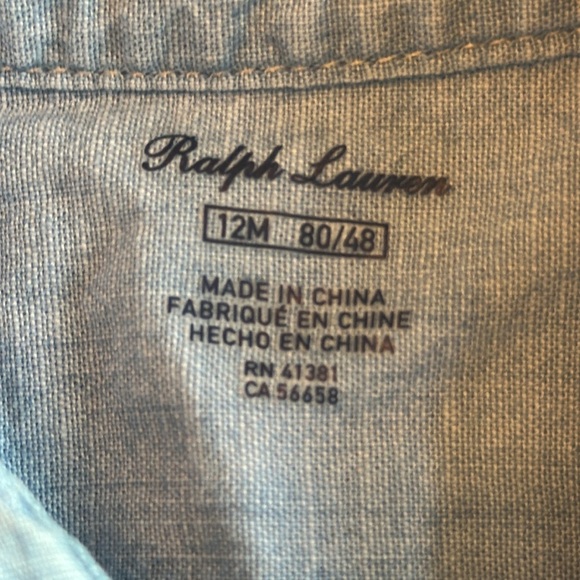 Ralph Lauren
12M 80/48
MADE IN CHINA
FABRIQUÉ EN CHINE
HECHO EN CHINA
RN 41381
CA 56658